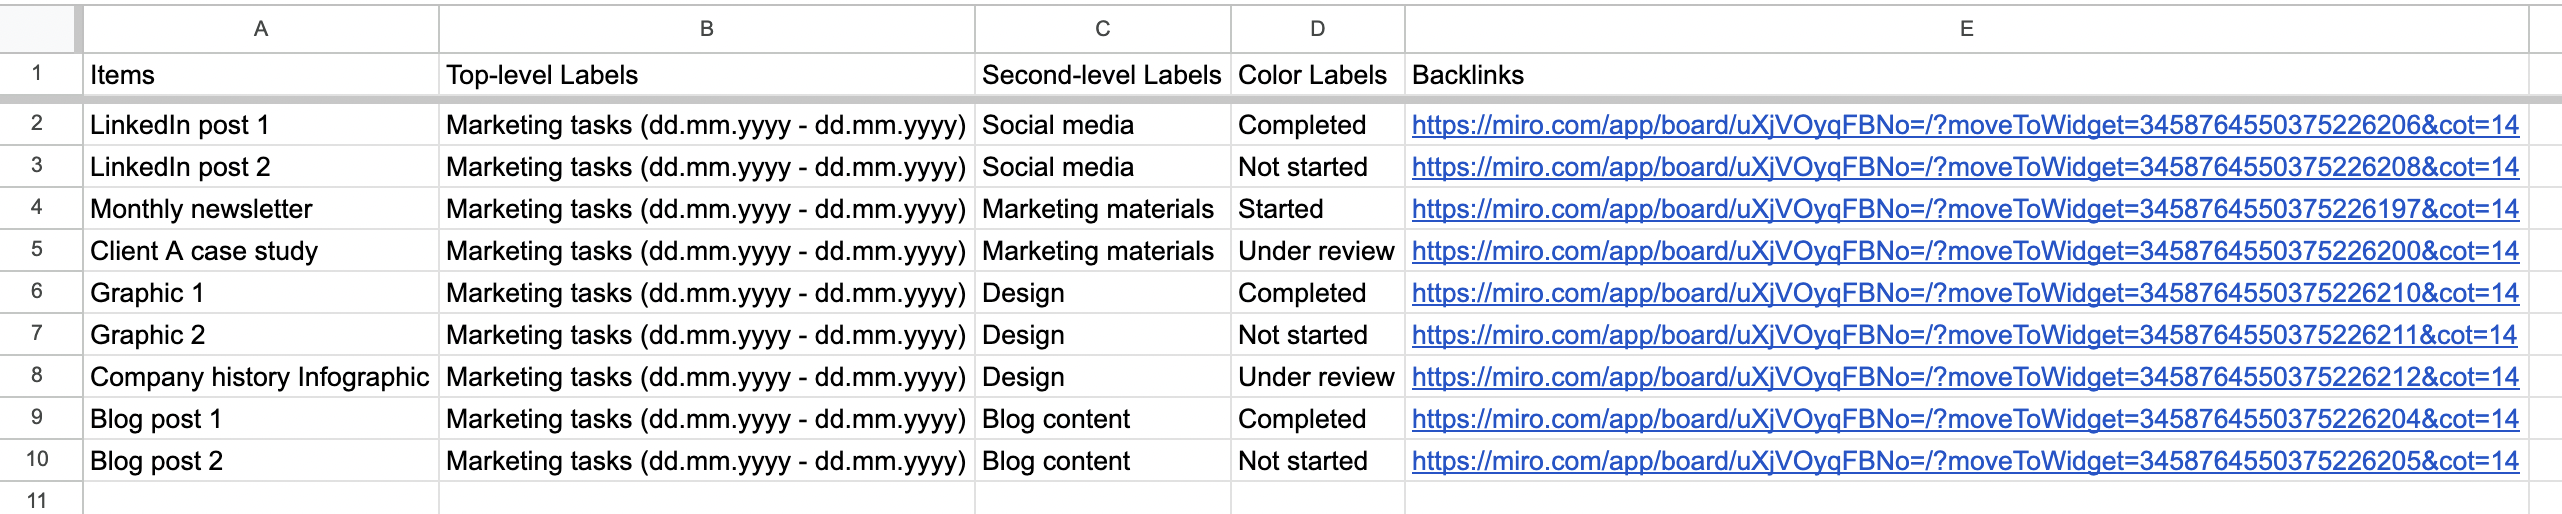 A B C D E
1 Items Top-level Labels Second-level Labels Color Labels Backlinks
2 LinkedIn post 1 Marketing tasks (dd.mm.yyyy - dd.mm.yyyy) Social media Completed https://miro.com/app/board/uXjVOyqFBNo=/?moveToWidget=3458764550375226206&cot=14
3 LinkedIn post 2 Marketing tasks (dd.mm.yyyy - dd.mm.yyyy) Social media Not started https://miro.com/app/board/uXjVOyqFBNo=/?moveToWidget=3458764550375226208&cot=14
4 Monthly newsletter Marketing tasks (dd.mm.yyyy - dd.mm.yyyy) Marketing materials Started https://miro.com/app/board/uXjVOyqFBNo=/?moveToWidget=3458764550375226197&cot=14
5 Client A case study Marketing tasks (dd.mm.yyyy - dd.mm.yyyy) Marketing materials Under review https://miro.com/app/board/uXjVOyqFBNo=/?moveToWidget=3458764550375226200&cot=14
6 Graphic 1 Marketing tasks (dd.mm.yyyy - dd.mm.yyyy) Design Completed https://miro.com/app/board/uXjVOyqFBNo=/?moveToWidget=3458764550375226210&cot=14
7 Graphic 2 Marketing tasks (dd.mm.yyyy - dd.mm.yyyy) Design Not started https://miro.com/app/board/uXjVOyqFBNo=/?moveToWidget=3458764550375226211&cot=14
8 Company history Infographic Marketing tasks (dd.mm.yyyy - dd.mm.yyyy) Design Under review https://miro.com/app/board/uXjVOyqFBNo=/?moveToWidget=3458764550375226212&cot=14
9 Blog post 1 Marketing tasks (dd.mm.yyyy - dd.mm.yyyy) Blog content Completed https://miro.com/app/board/uXjVOyqFBNo=/?moveToWidget=3458764550375226204&cot=14
10 Blog post 2 Marketing tasks (dd.mm.yyyy - dd.mm.yyyy) Blog content Not started https://miro.com/app/board/uXjVOyqFBNo=/?moveToWidget=3458764550375226205&cot=14
11